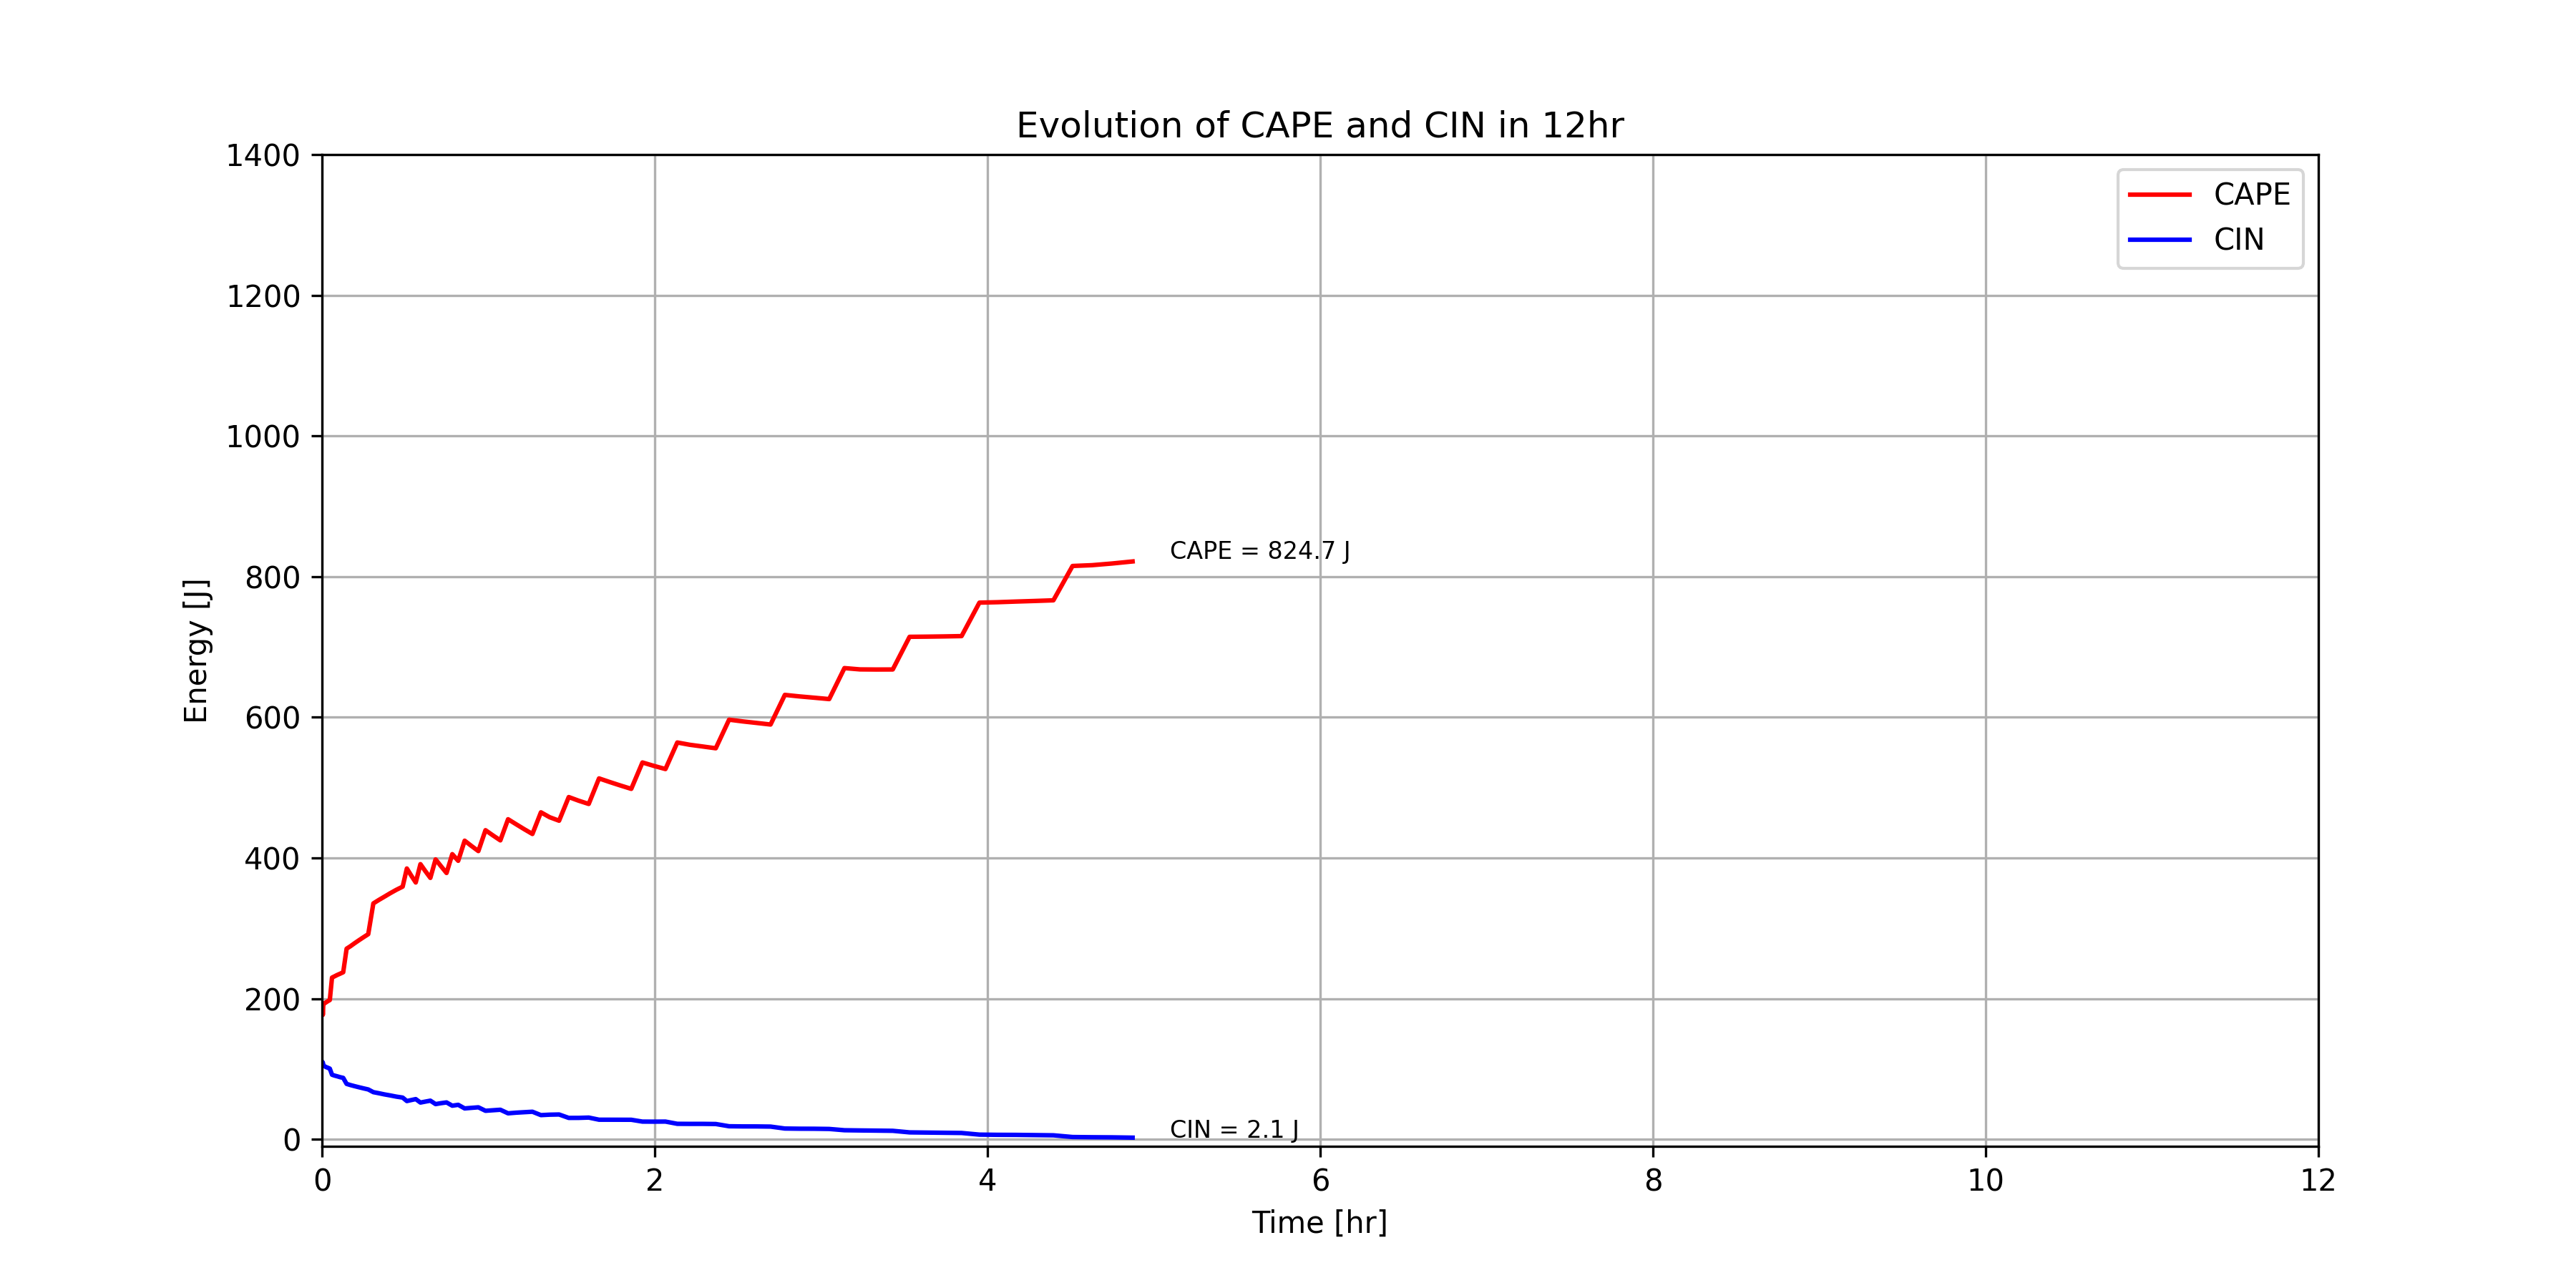 Evolution of CAPE and CIN in 12hr
1400
1200
1000
800
600
400
200
0
Energy [J]
CAPE
CIN
CAPE = 824.7 J
CIN = 2.1 J
0 2 4 6 8 10 12
Time [hr]